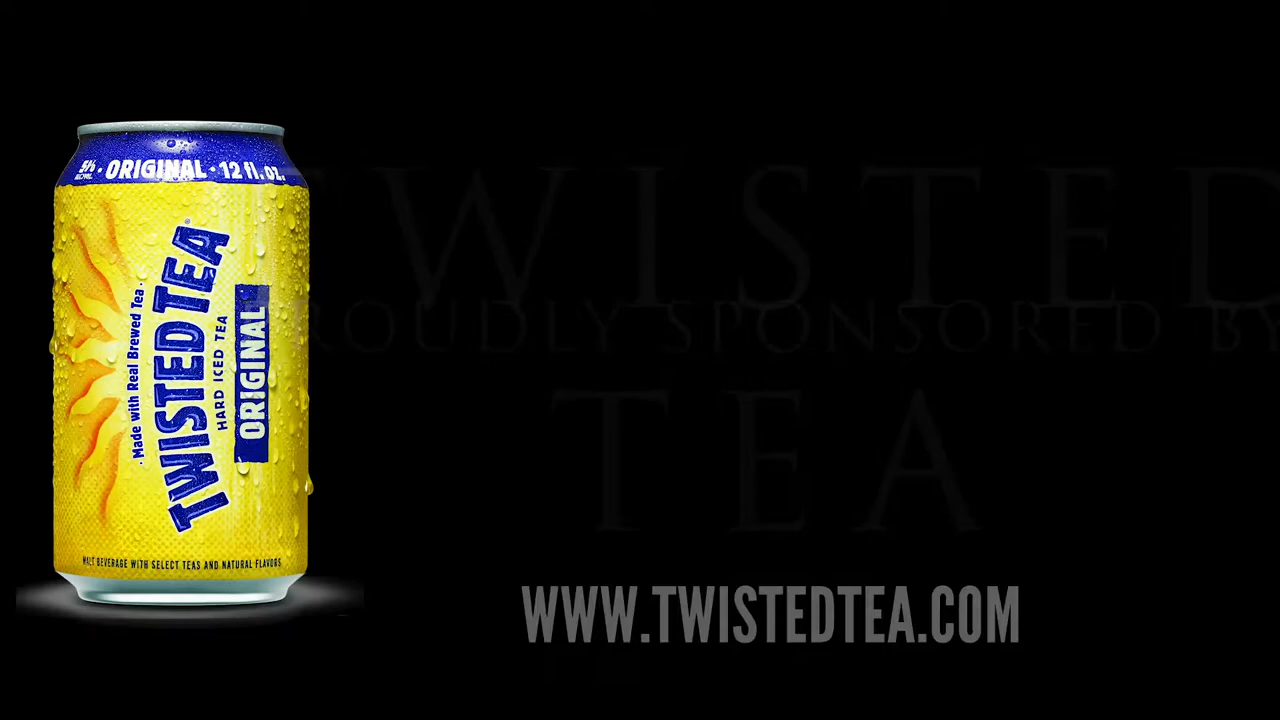 5% ALC./VOL. · ORIGINAL · 12 fl. oz.
· Made with Real Brewed Tea ·
TWISTED TEA®
HARD ICED TEA
ORIGINAL
MALT BEVERAGE WITH SELECT TEAS AND NATURAL FLAVORS
TWISTED
PROUDLY SPONSORED BY
TEA
WWW.TWISTEDTEA.COM